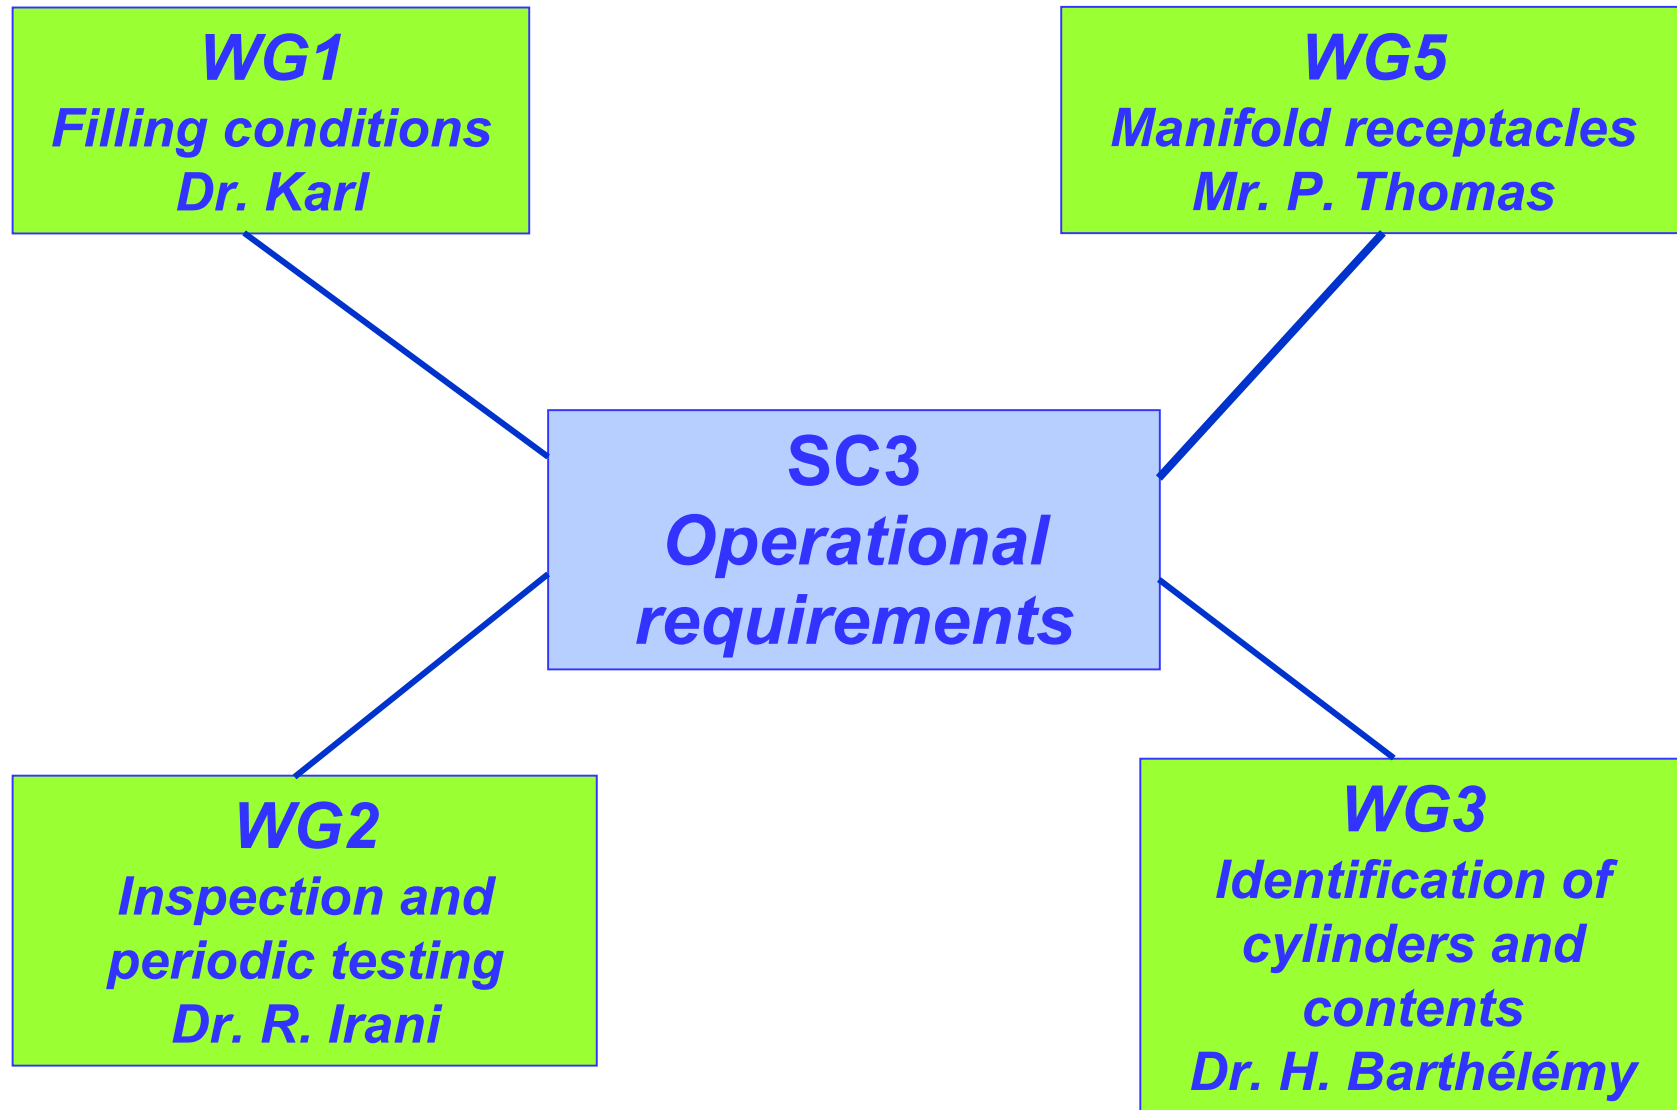 WG1
Filling conditions
Dr. Karl
WG5
Manifold receptacles
Mr. P. Thomas
SC3
Operational
requirements
WG2
Inspection and
periodic testing
Dr. R. Irani
WG3
Identification of
cylinders and
contents
Dr. H. Barthélémy